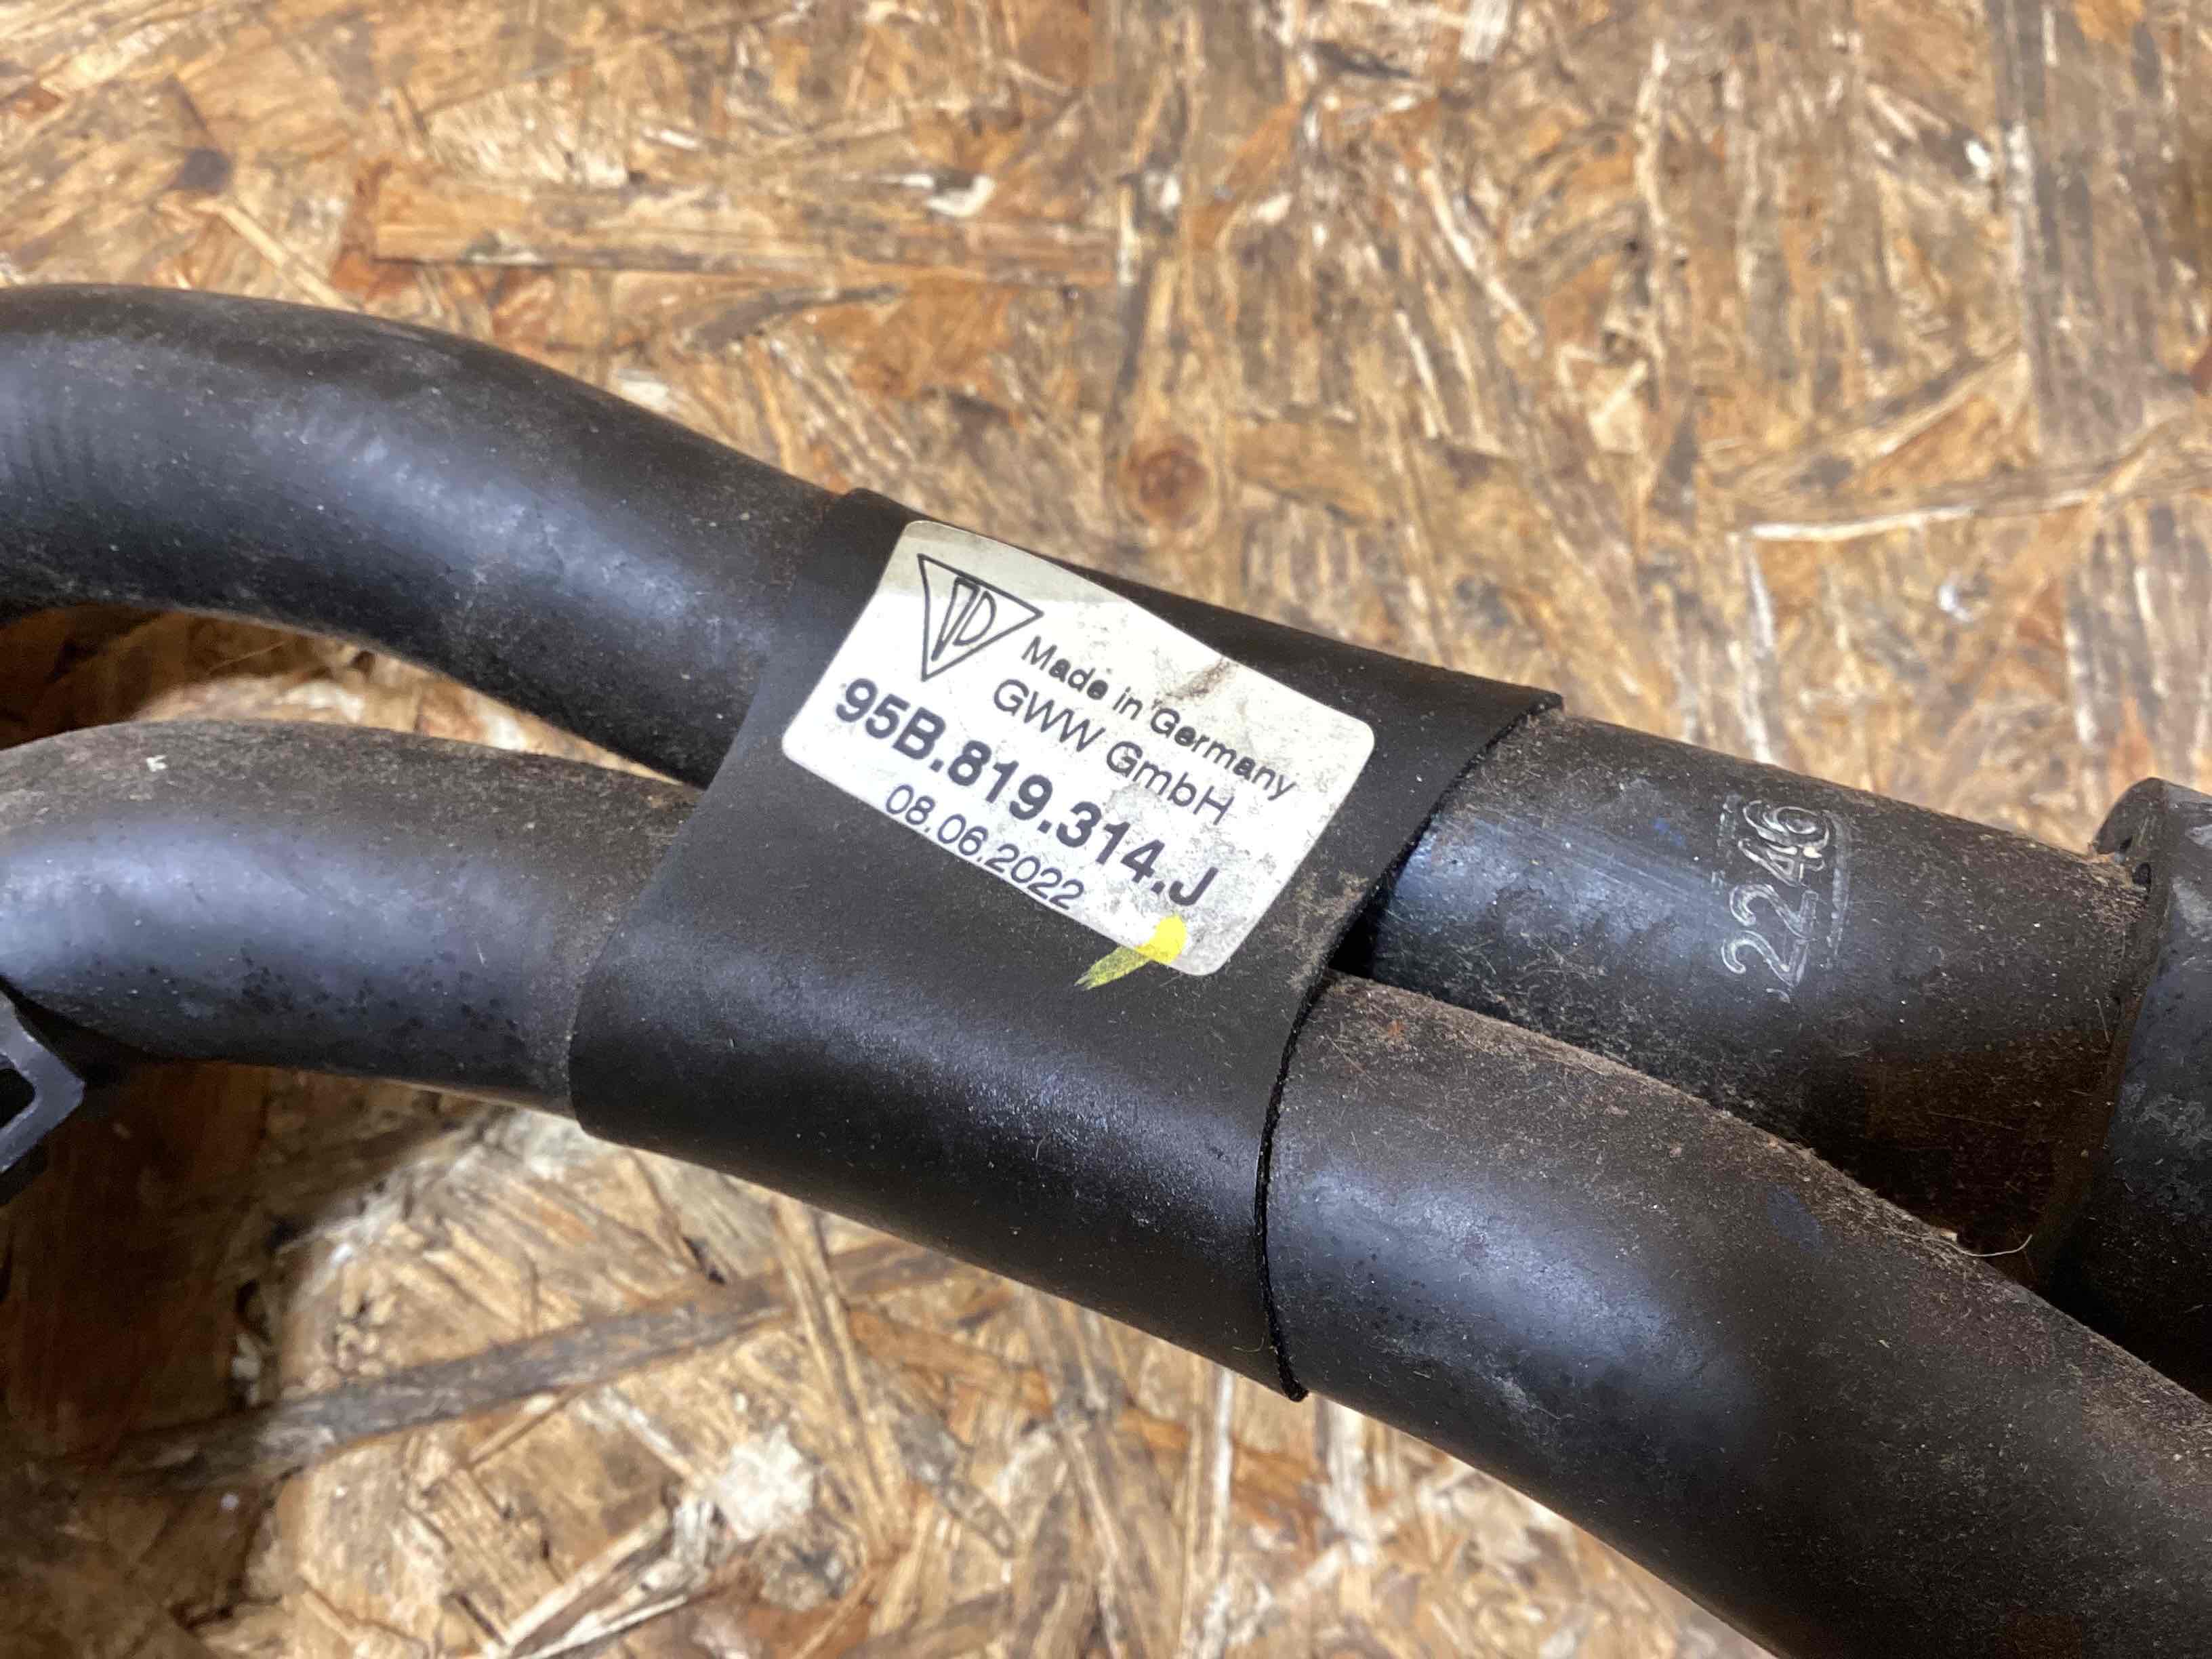 Made in Germany
GWW GmbH
95B.819.314.J
08.06.2022
2246